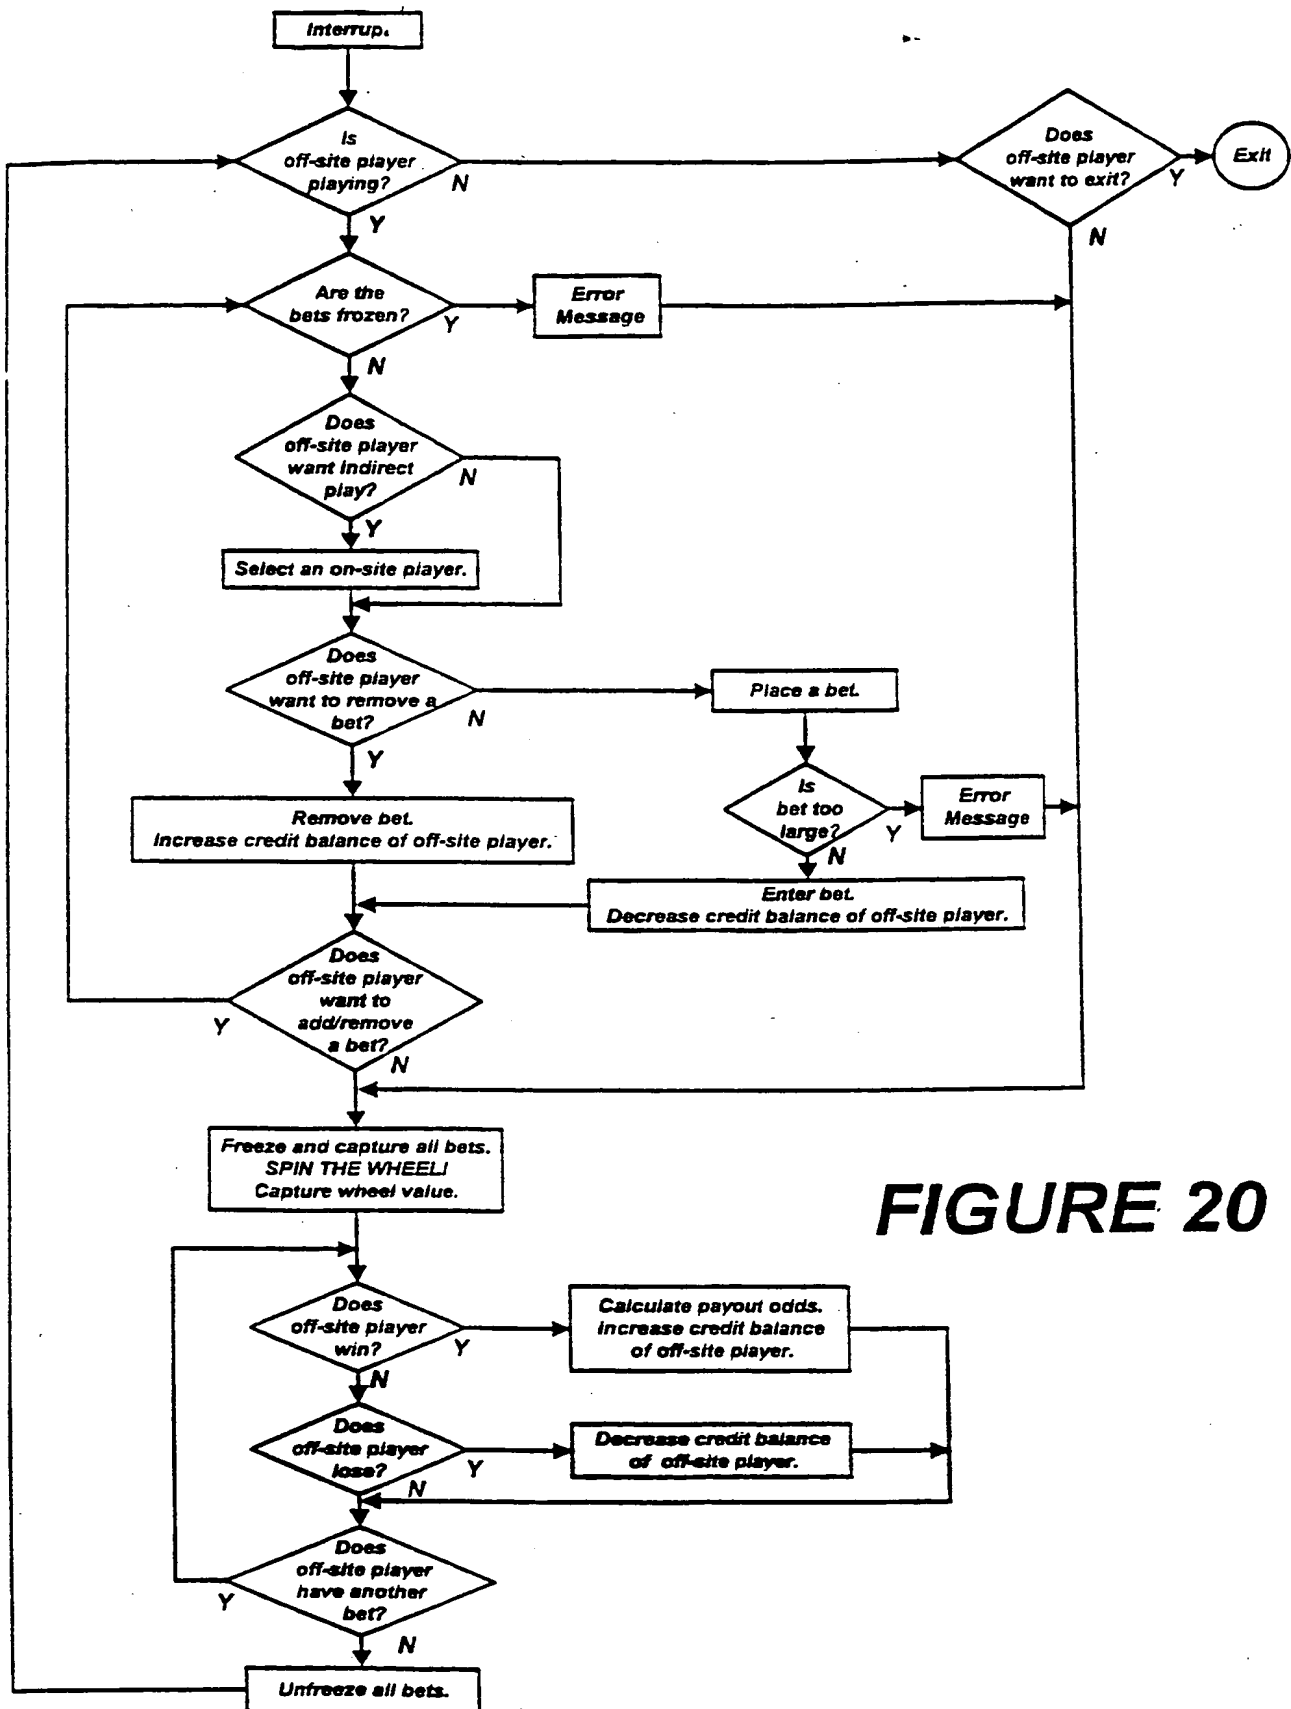 Interrup.
Is
off-site player
playing?
N
Y
Does
off-site player
want to exit?
Y
Exit
N
Are the
bets frozen?
Y
N
Error
Message
Does
off-site player
want indirect
play?
N
Y
Select an on-site player.
Does
off-site player
want to remove a
bet?
N
Y
Place a bet.
Is
bet too
large?
Y
N
Error
Message
Remove bet.
Increase credit balance of off-site player.
Enter bet.
Decrease credit balance of off-site player.
Does
off-site player
want to
add/remove
a bet?
Y
N
Freeze and capture all bets.
SPIN THE WHEEL!
Capture wheel value.
FIGURE 20
Does
off-site player
win?
Y
N
Calculate payout odds.
Increase credit balance
of off-site player.
Does
off-site player
lose?
Y
N
Decrease credit balance
of off-site player.
Does
off-site player
have another
bet?
Y
N
Unfreeze all bets.